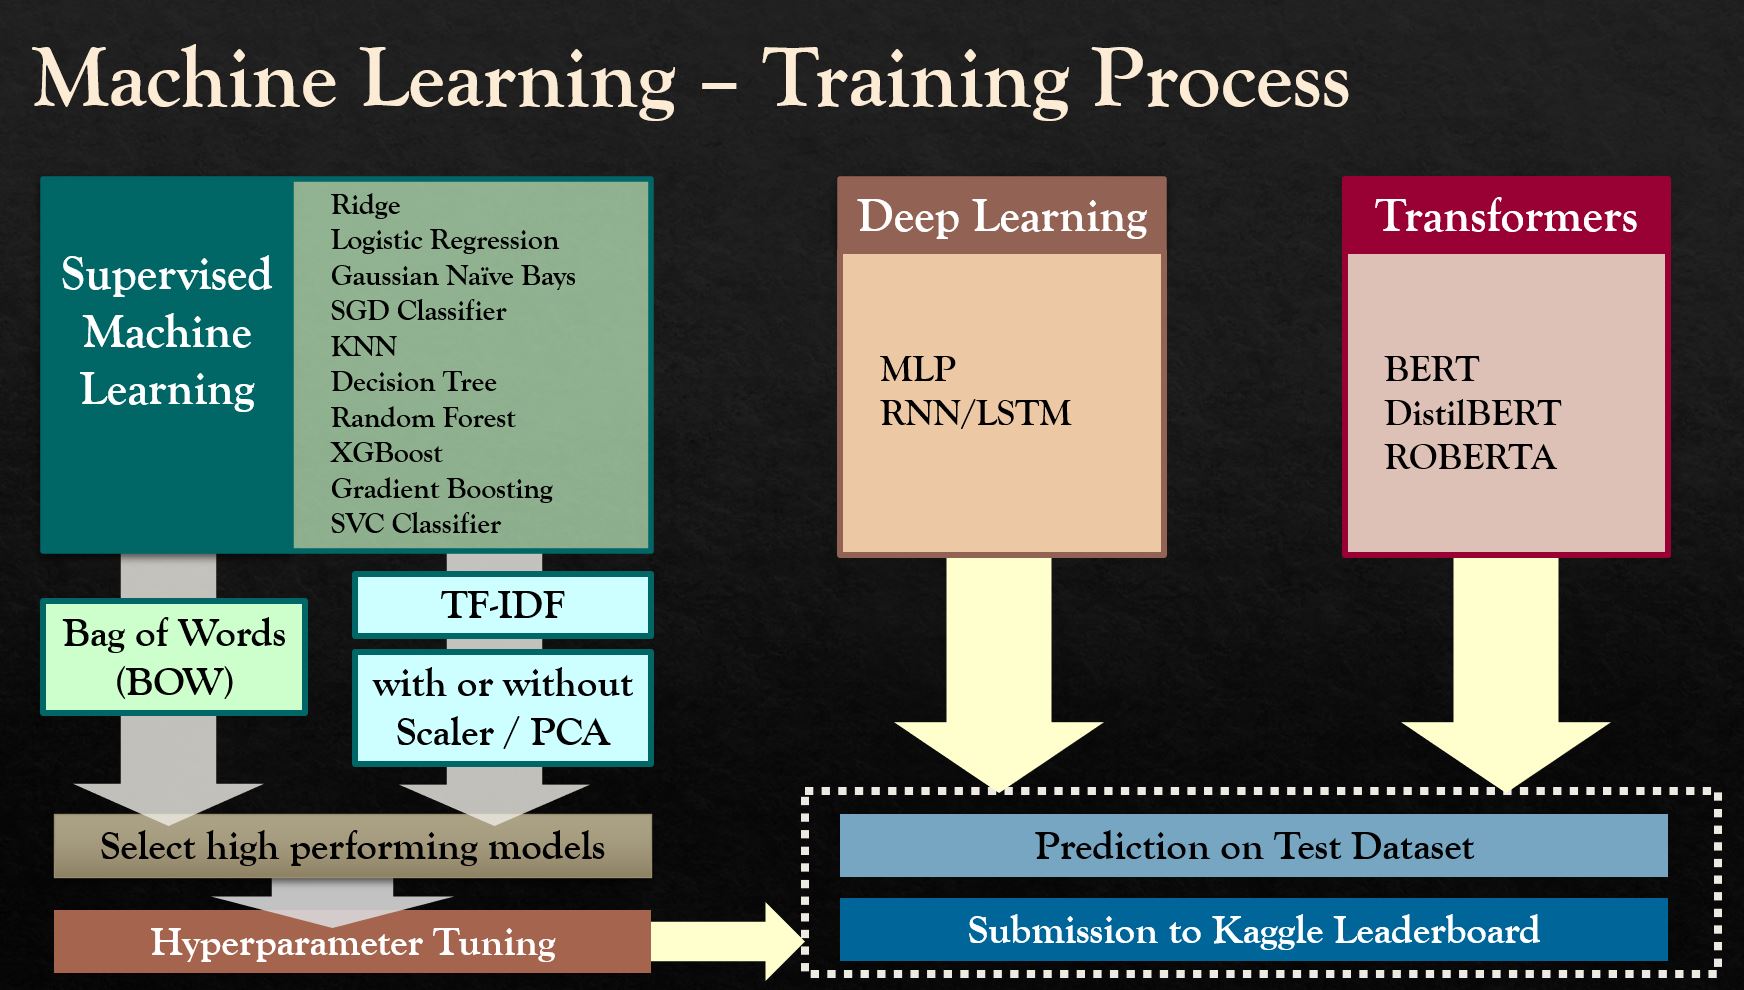 Machine Learning – Training Process
Supervised
Machine
Learning
Ridge
Logistic Regression
Gaussian Naïve Bays
SGD Classifier
KNN
Decision Tree
Random Forest
XGBoost
Gradient Boosting
SVC Classifier
Bag of Words
(BOW)
TF-IDF
with or without
Scaler / PCA
Select high performing models
Hyperparameter Tuning
Deep Learning
MLP
RNN/LSTM
Transformers
BERT
DistilBERT
ROBERTA
Prediction on Test Dataset
Submission to Kaggle Leaderboard